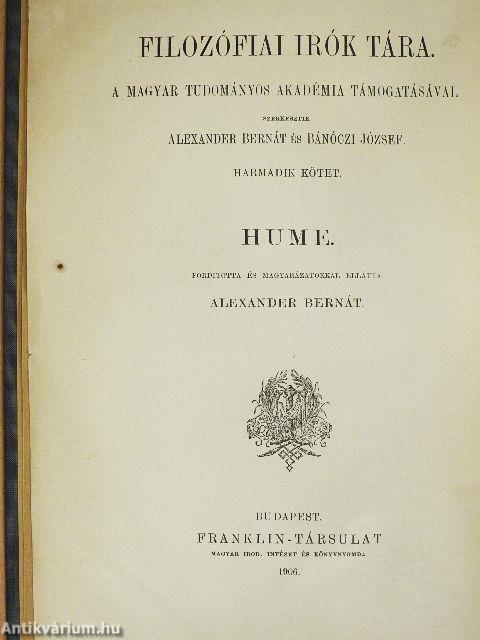 FILOZÓFIAI IRÓK TÁRA.
A MAGYAR TUDOMÁNYOS AKADÉMIA TÁMOGATÁSÁVAL
SZERKESZTIK
ALEXANDER BERNÁT ÉS BÁNÓCZI JÓZSEF.
HARMADIK KÖTET.
HUME.
FORDITOTTA ÉS MAGYARÁZATOKKAL ELLÁTTA
ALEXANDER BERNÁT.
BUDAPEST.
FRANKLIN-TÁRSULAT
MAGYAR IROD. INTÉZET ÉS KÖNYVNYOMDA
1906.
Antikvárium.hu